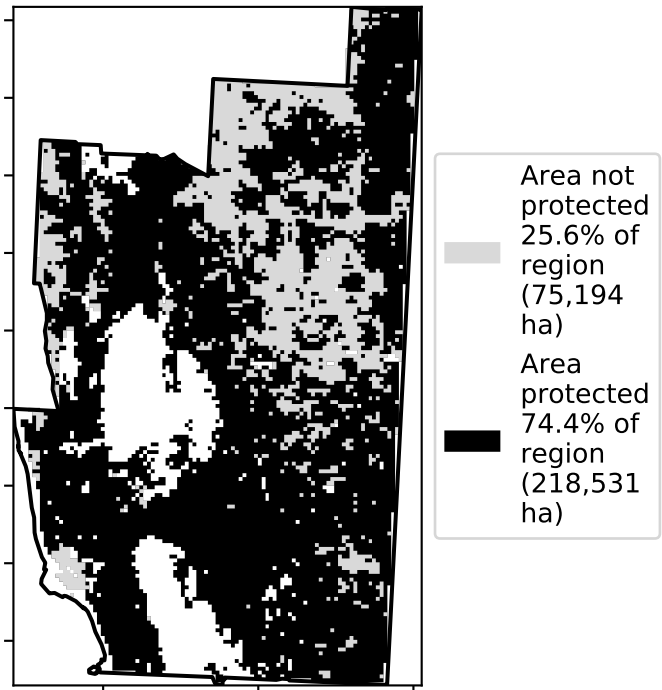 Area not
protected
25.6% of
region
(75,194
ha)
Area
protected
74.4% of
region
(218,531
ha)